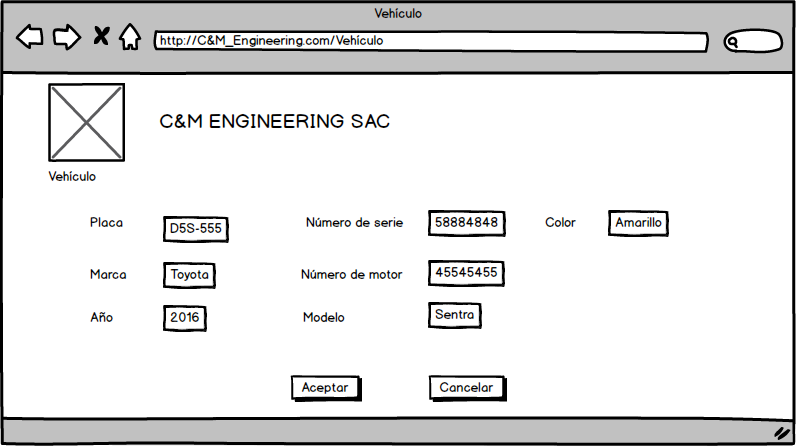 Vehículo
http://C&M_Engineering.com/Vehículo
C&M ENGINEERING SAC
Vehículo
Placa D5S-555 Número de serie 58884848 Color Amarillo
Marca Toyota Número de motor 45545455
Año 2016 Modelo Sentra
Aceptar Cancelar